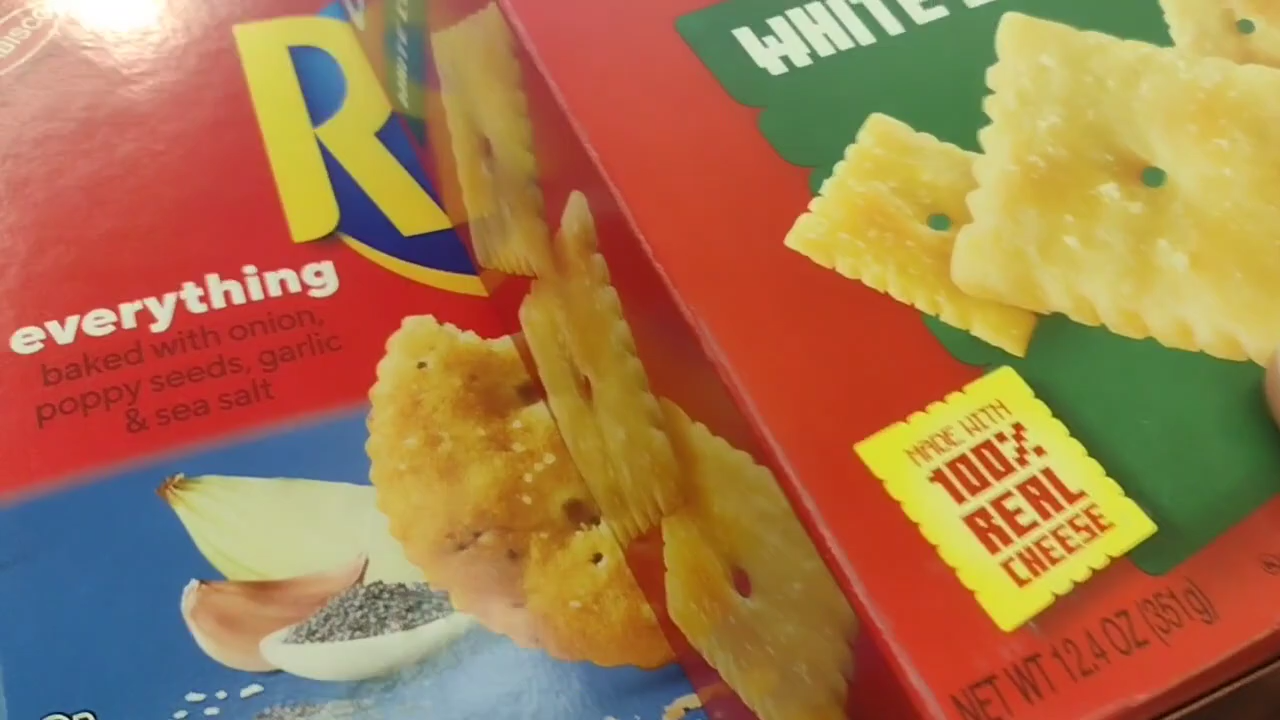 R
everything
baked with onion,
poppy seeds, garlic
& sea salt
WHITE
MADE WITH
100%
REAL
CHEESE
NET WT 12.4 OZ (351g)